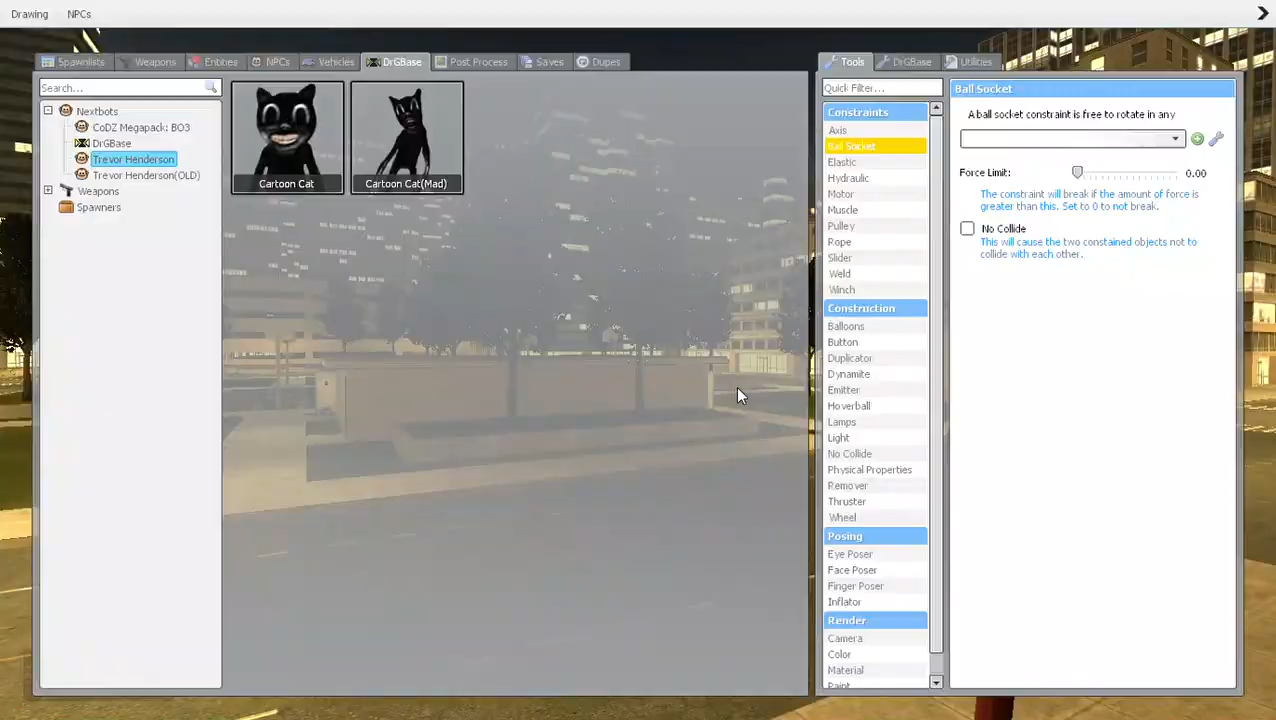 Drawing NPCs
Spawnlists Weapons Entities NPCs Vehicles DrGBase Post Process Saves Dupes
Search...
Nextbots
CoDZ Megapack: BO3
DrGBase
Trevor Henderson
Trevor Henderson(OLD)
Weapons
Spawners
Cartoon Cat
Cartoon Cat(Mad)
Tools DrGBase Utilities
Quick Filter...
Constraints
Axis
Ball Socket
Elastic
Hydraulic
Motor
Muscle
Pulley
Rope
Slider
Weld
Winch
Construction
Balloons
Button
Duplicator
Dynamite
Emitter
Hoverball
Lamps
Light
No Collide
Physical Properties
Remover
Thruster
Wheel
Posing
Eye Poser
Face Poser
Finger Poser
Inflator
Render
Camera
Color
Material
Paint
Ball Socket
A ball socket constraint is free to rotate in any
Force Limit: 0.00
The constraint will break if the amount of force is
greater than this. Set to 0 to not break.
No Collide
This will cause the two constained objects not to
collide with each other.